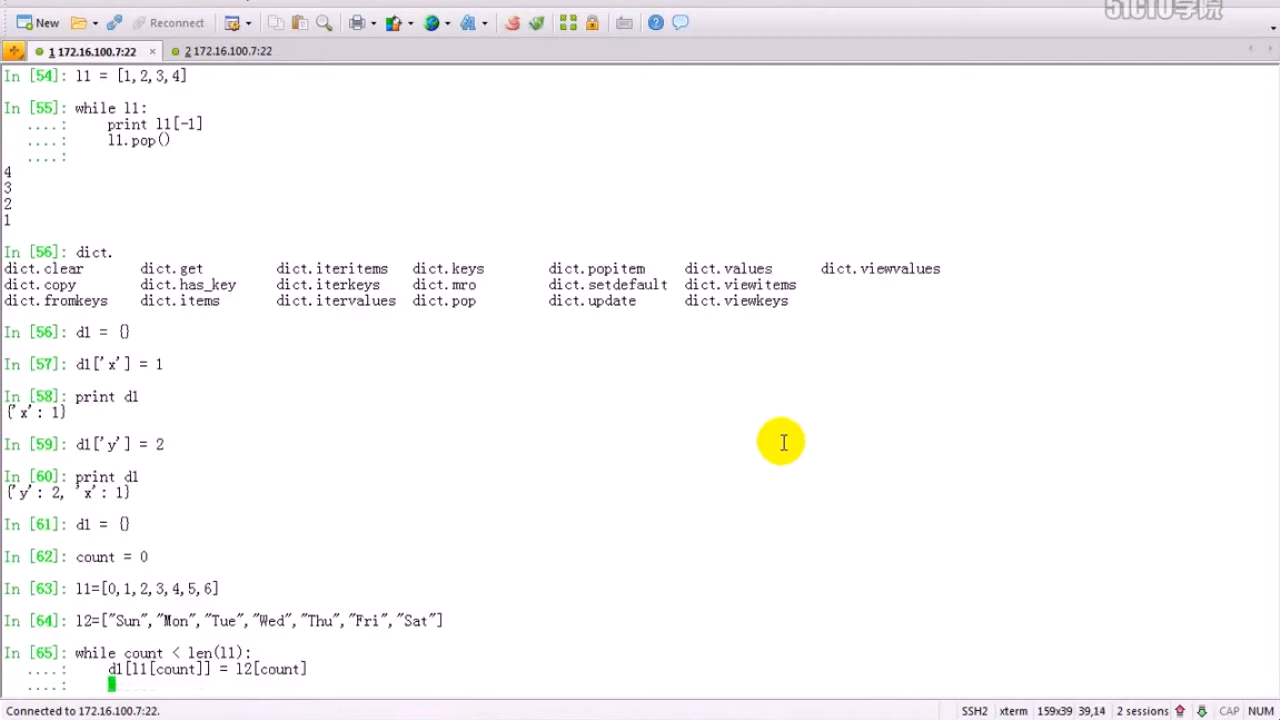 51CTO学院
New Reconnect
1 172.16.100.7:22 × 2 172.16.100.7:22
In [54]: l1 = [1,2,3,4]
In [55]: while l1:
....: print l1[-1]
....: l1.pop()
....:
4
3
2
1
In [56]: dict.
dict.clear dict.get dict.iteritems dict.keys dict.popitem dict.values dict.viewvalues
dict.copy dict.has_key dict.iterkeys dict.mro dict.setdefault dict.viewitems
dict.fromkeys dict.items dict.itervalues dict.pop dict.update dict.viewkeys
In [56]: d1 = {}
In [57]: d1['x'] = 1
In [58]: print d1
{'x': 1}
In [59]: d1['y'] = 2
In [60]: print d1
{'y': 2, 'x': 1}
In [61]: d1 = {}
In [62]: count = 0
In [63]: l1=[0,1,2,3,4,5,6]
In [64]: l2=["Sun","Mon","Tue","Wed","Thu","Fri","Sat"]
In [65]: while count < len(l1):
....: d1[l1[count]] = l2[count]
....:
Connected to 172.16.100.7:22. SSH2 xterm 159x39 39,14 2 sessions CAP NUM